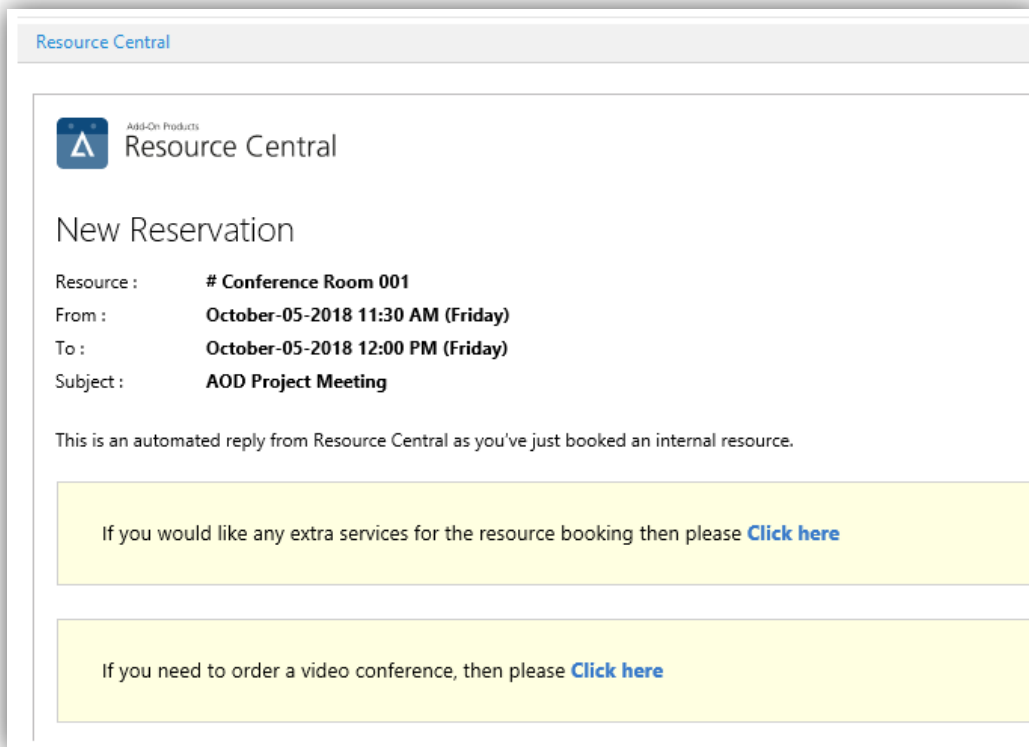 Resource Central
Add-On Products
Resource Central
New Reservation
Resource : # Conference Room 001
From : October-05-2018 11:30 AM (Friday)
To : October-05-2018 12:00 PM (Friday)
Subject : AOD Project Meeting
This is an automated reply from Resource Central as you've just booked an internal resource.
If you would like any extra services for the resource booking then please Click here
If you need to order a video conference, then please Click here